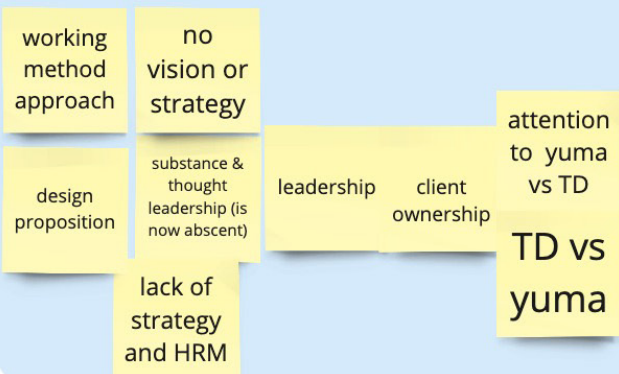 working
method
approach
no
vision or
strategy
design
proposition
substance &
thought
leadership (is
now abscent)
lack of
strategy
and HRM
leadership
client
ownership
attention
to yuma
vs TD
TD vs
yuma